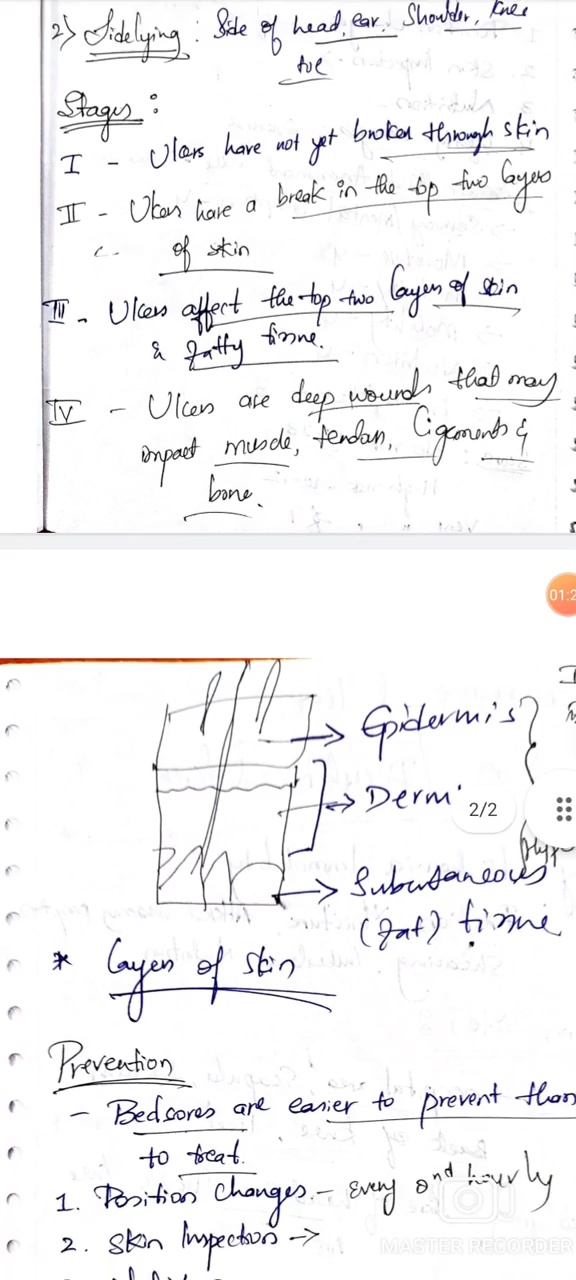 2) Sidelying : Side of head, ear, Shoulder, Knee
toe
Stages :
I - Ulcers have not yet broken through skin
II - Ulcers have a break in the top two layers
of skin
III - Ulcers affect the top two layers of skin
& fatty tissue.
IV - Ulcers are deep wounds that may
impact muscle, tendan, ligaments &
bone.
01:2
Epidermis
Dermi
2/2
Hyp
Subcutaneous
(fat) tissue
* Layers of Skin
Prevention
- Bedsores are easier to prevent than
to treat.
1. Position Changes - every 2nd hourly
2. Skin Inspection →
MASTER RECORDER